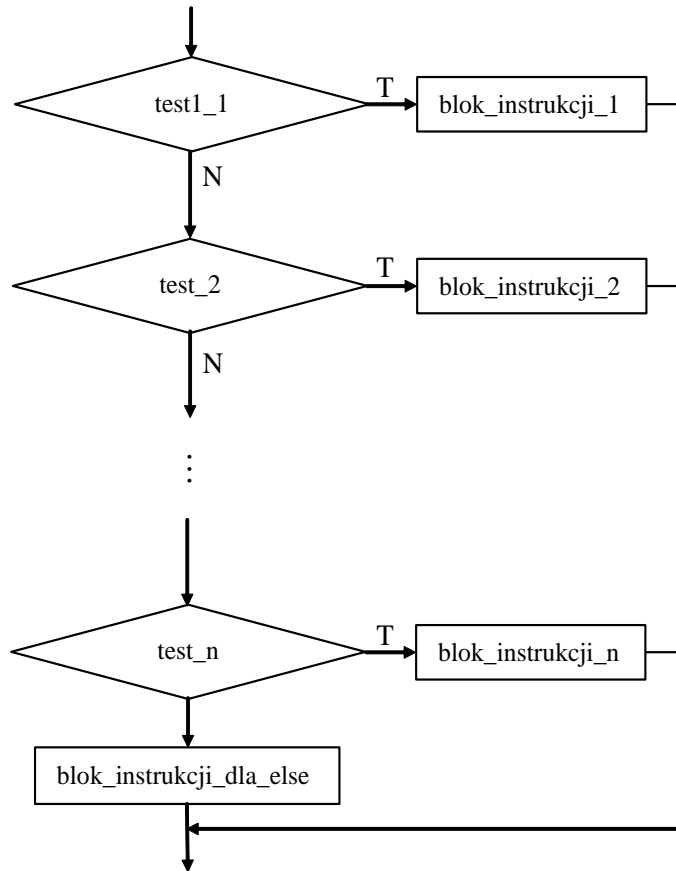 test1_1
T
blok_instrukcji_1
N
test_2
T
blok_instrukcji_2
N
⋮
test_n
T
blok_instrukcji_n
blok_instrukcji_dla_else